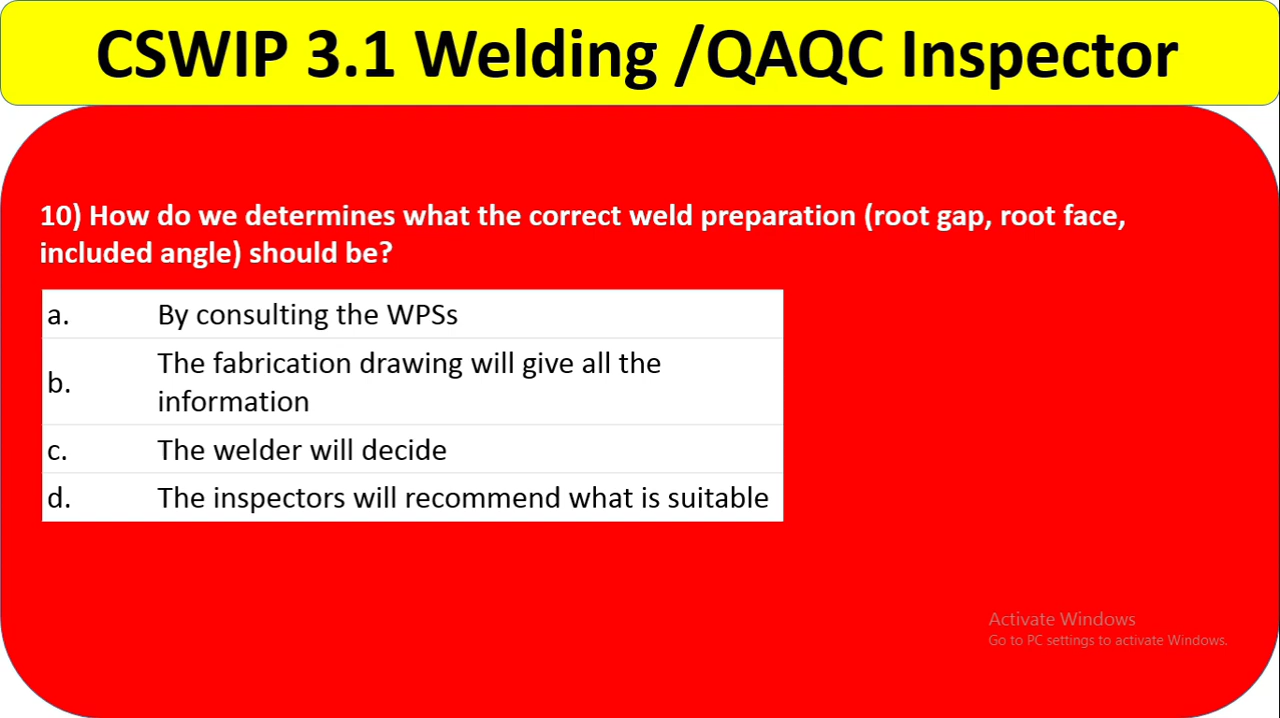 CSWIP 3.1 Welding /QAQC Inspector
10) How do we determines what the correct weld preparation (root gap, root face,
included angle) should be?
a. By consulting the WPSs
b. The fabrication drawing will give all the
information
c. The welder will decide
d. The inspectors will recommend what is suitable
Activate Windows
Go to PC settings to activate Windows.